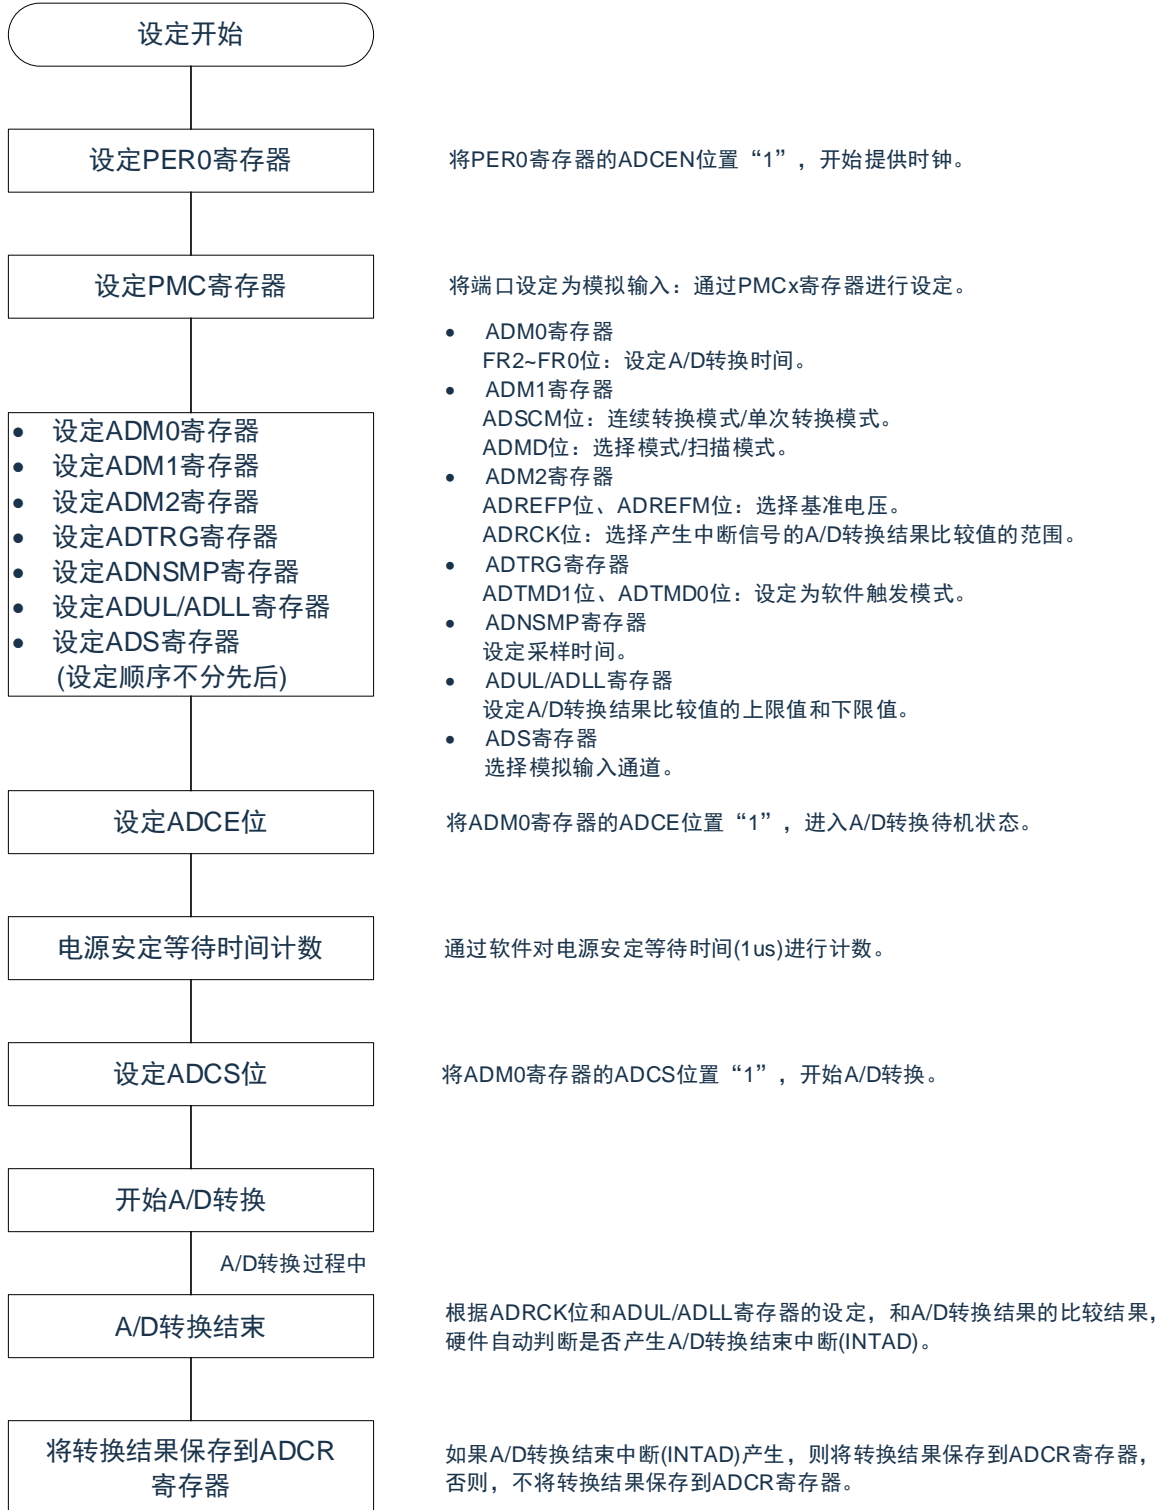 设定开始
设定PER0寄存器
将PER0寄存器的ADCEN位置“1”，开始提供时钟。
设定PMC寄存器
将端口设定为模拟输入：通过PMCx寄存器进行设定。
• 设定ADM0寄存器
• 设定ADM1寄存器
• 设定ADM2寄存器
• 设定ADTRG寄存器
• 设定ADNSMP寄存器
• 设定ADUL/ADLL寄存器
• 设定ADS寄存器
(设定顺序不分先后)
• ADM0寄存器
FR2~FR0位：设定A/D转换时间。
• ADM1寄存器
ADSCM位：连续转换模式/单次转换模式。
ADMD位：选择模式/扫描模式。
• ADM2寄存器
ADREFP位、ADREFM位：选择基准电压。
ADRCK位：选择产生中断信号的A/D转换结果比较值的范围。
• ADTRG寄存器
ADTMD1位、ADTMD0位：设定为软件触发模式。
• ADNSMP寄存器
设定采样时间。
• ADUL/ADLL寄存器
设定A/D转换结果比较值的上限值和下限值。
• ADS寄存器
选择模拟输入通道。
设定ADCE位
将ADM0寄存器的ADCE位置“1”，进入A/D转换待机状态。
电源安定等待时间计数
通过软件对电源安定等待时间(1us)进行计数。
设定ADCS位
将ADM0寄存器的ADCS位置“1”，开始A/D转换。
开始A/D转换
A/D转换过程中
A/D转换结束
根据ADRCK位和ADUL/ADLL寄存器的设定，和A/D转换结果的比较结果，
硬件自动判断是否产生A/D转换结束中断(INTAD)。
将转换结果保存到ADCR
寄存器
如果A/D转换结束中断(INTAD)产生，则将转换结果保存到ADCR寄存器，
否则，不将转换结果保存到ADCR寄存器。